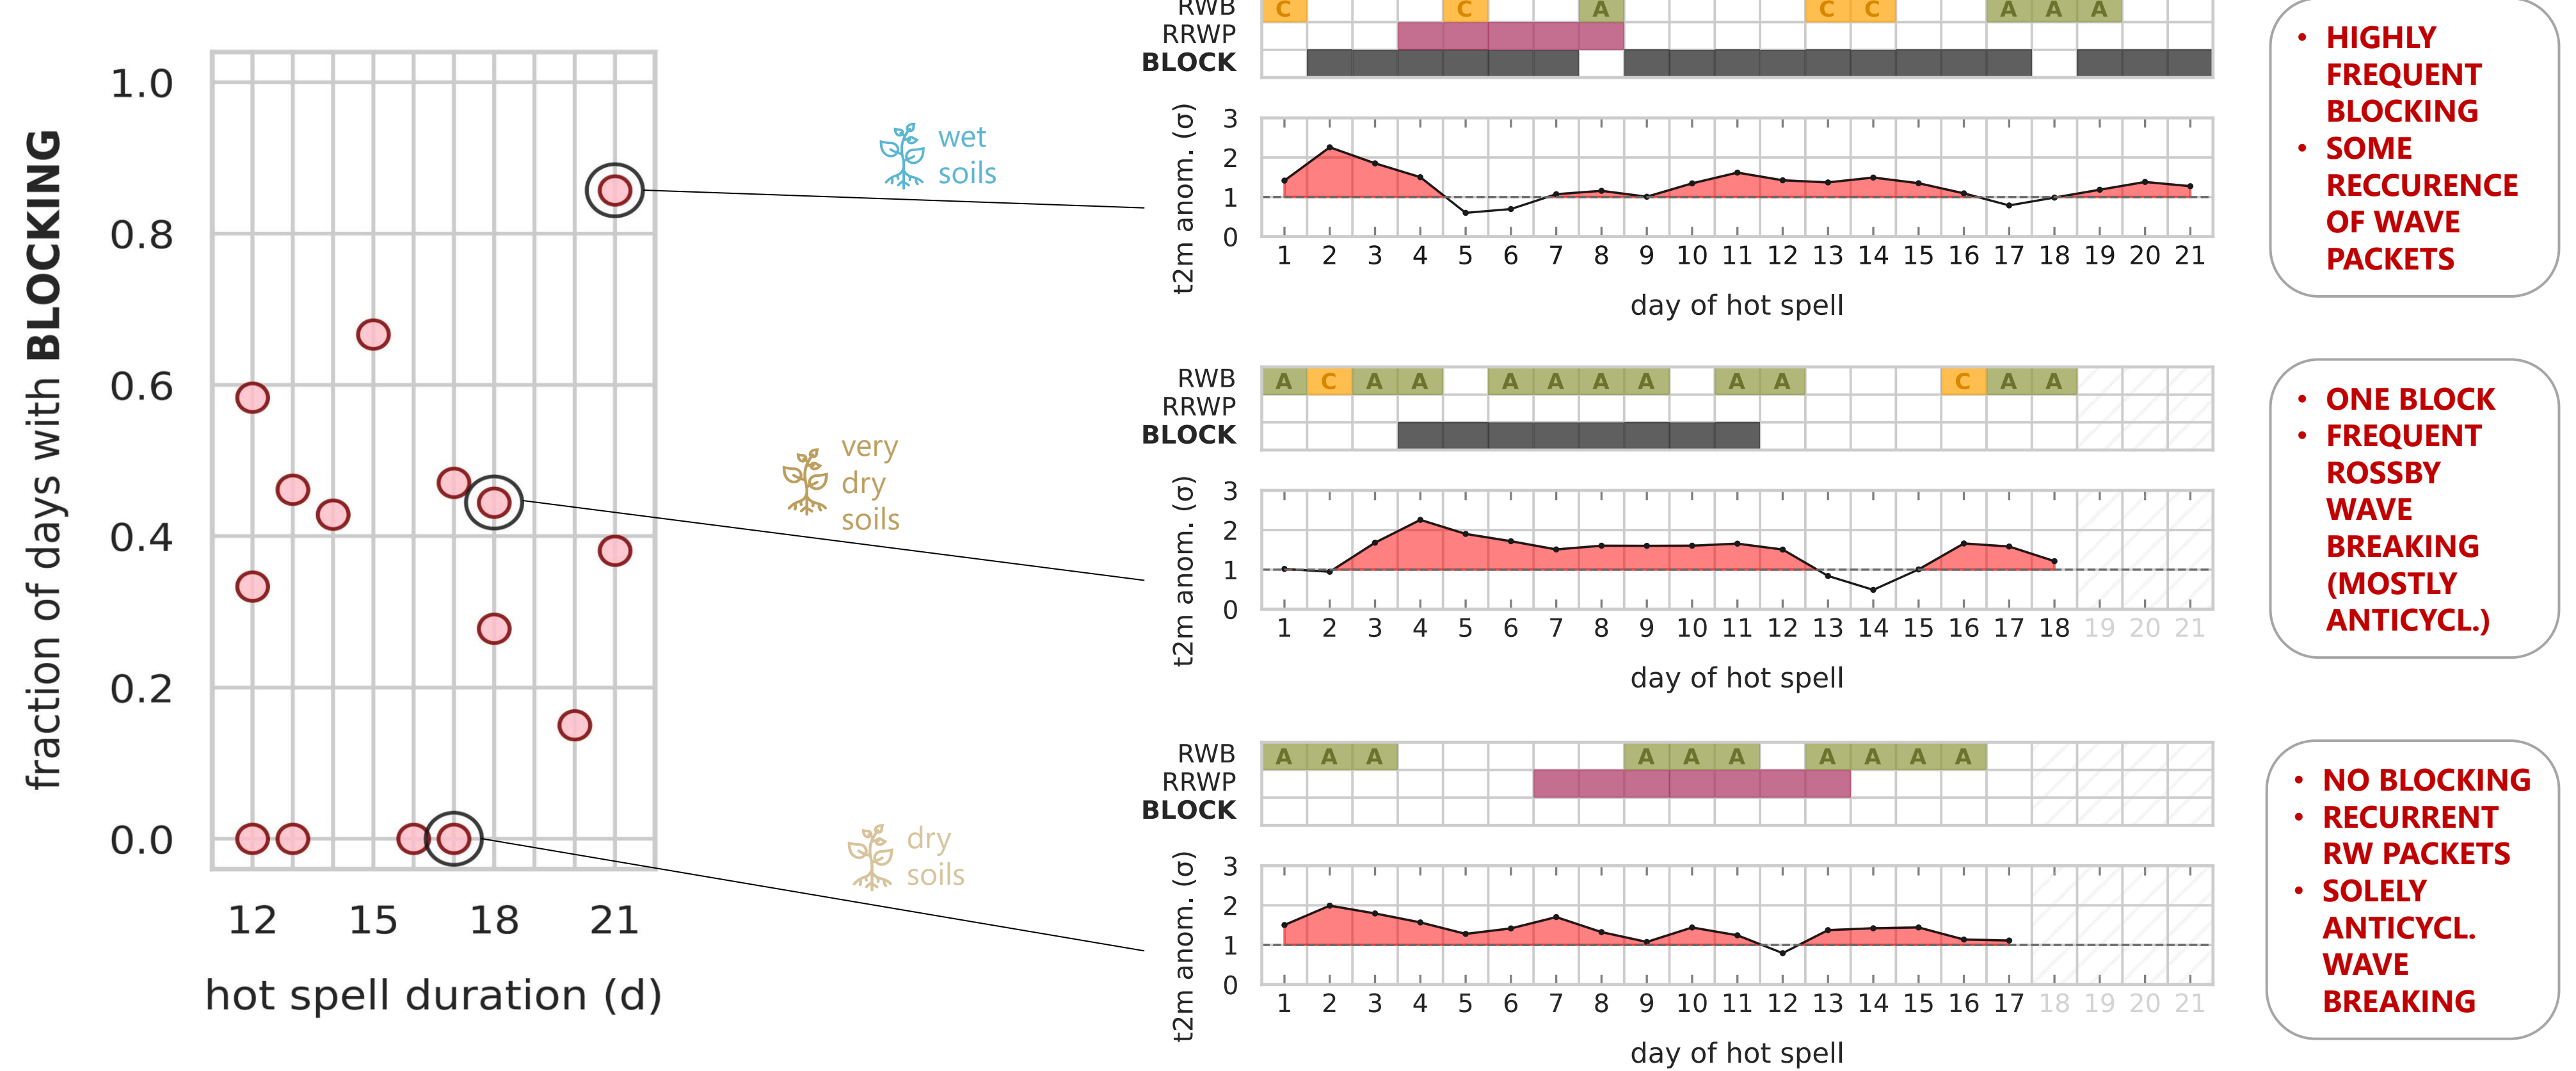 fraction of days with BLOCKING
1.0
0.8
0.6
0.4
0.2
0.0
12 15 18 21
hot spell duration (d)
wet
soils
very
dry
soils
dry
soils
RWB C C A C C A A A
RRWP
BLOCK
t2m anom. (σ)
3
2
1
0
1 2 3 4 5 6 7 8 9 10 11 12 13 14 15 16 17 18 19 20 21
day of hot spell
• HIGHLY
FREQUENT
BLOCKING
• SOME
RECCURENCE
OF WAVE
PACKETS
RWB A C A A A A A A A A C A A
RRWP
BLOCK
t2m anom. (σ)
3
2
1
0
1 2 3 4 5 6 7 8 9 10 11 12 13 14 15 16 17 18 19 20 21
day of hot spell
• ONE BLOCK
• FREQUENT
ROSSBY
WAVE
BREAKING
(MOSTLY
ANTICYCL.)
RWB A A A A A A A A A A
RRWP
BLOCK
t2m anom. (σ)
3
2
1
0
1 2 3 4 5 6 7 8 9 10 11 12 13 14 15 16 17 18 19 20 21
day of hot spell
• NO BLOCKING
• RECURRENT
RW PACKETS
• SOLELY
ANTICYCL.
WAVE
BREAKING